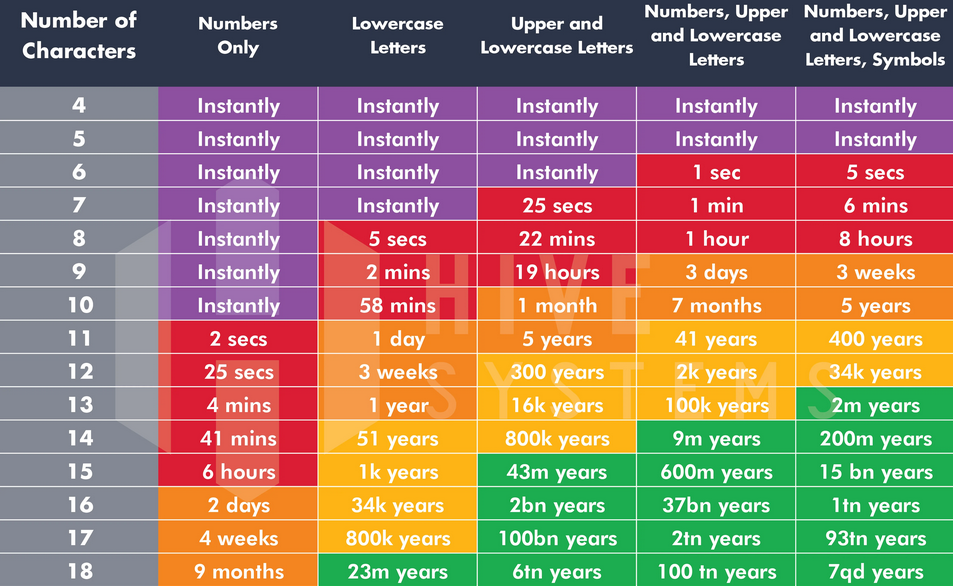 Number of Characters Numbers Only Lowercase Letters Upper and Lowercase Letters Numbers, Upper and Lowercase Letters Numbers, Upper and Lowercase Letters, Symbols
4 Instantly Instantly Instantly Instantly Instantly
5 Instantly Instantly Instantly Instantly Instantly
6 Instantly Instantly Instantly 1 sec 5 secs
7 Instantly Instantly 25 secs 1 min 6 mins
8 Instantly 5 secs 22 mins 1 hour 8 hours
9 Instantly 2 mins 19 hours 3 days 3 weeks
10 Instantly 58 mins 1 month 7 months 5 years
11 2 secs 1 day 5 years 41 years 400 years
12 25 secs 3 weeks 300 years 2k years 34k years
13 4 mins 1 year 16k years 100k years 2m years
14 41 mins 51 years 800k years 9m years 200m years
15 6 hours 1k years 43m years 600m years 15 bn years
16 2 days 34k years 2bn years 37bn years 1tn years
17 4 weeks 800k years 100bn years 2tn years 93tn years
18 9 months 23m years 6tn years 100 tn years 7qd years
HIVE
SYSTEMS